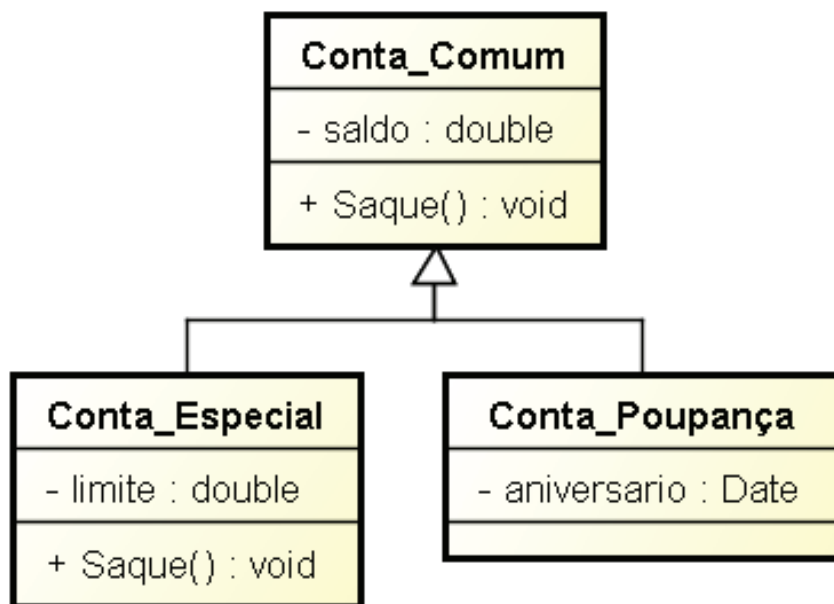 Conta_Comum
- saldo : double
+ Saque() : void
Conta_Especial
- limite : double
+ Saque() : void
Conta_Poupança
- aniversario : Date